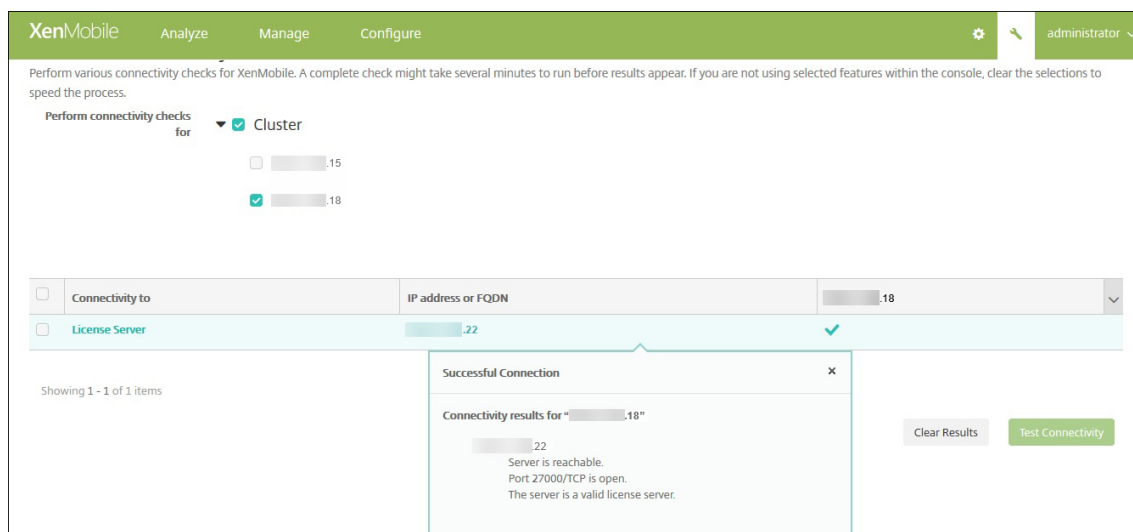 XenMobile Analyze Manage Configure administrator
Perform various connectivity checks for XenMobile. A complete check might take several minutes to run before results appear. If you are not using selected features within the console, clear the selections to
speed the process.
Perform connectivity checks
for
Cluster
.15
.18
Connectivity to IP address or FQDN .18
License Server .22
Successful Connection ×
Showing 1 - 1 of 1 items
Connectivity results for “ .18”
Clear Results Test Connectivity
.22
Server is reachable.
Port 27000/TCP is open.
The server is a valid license server.